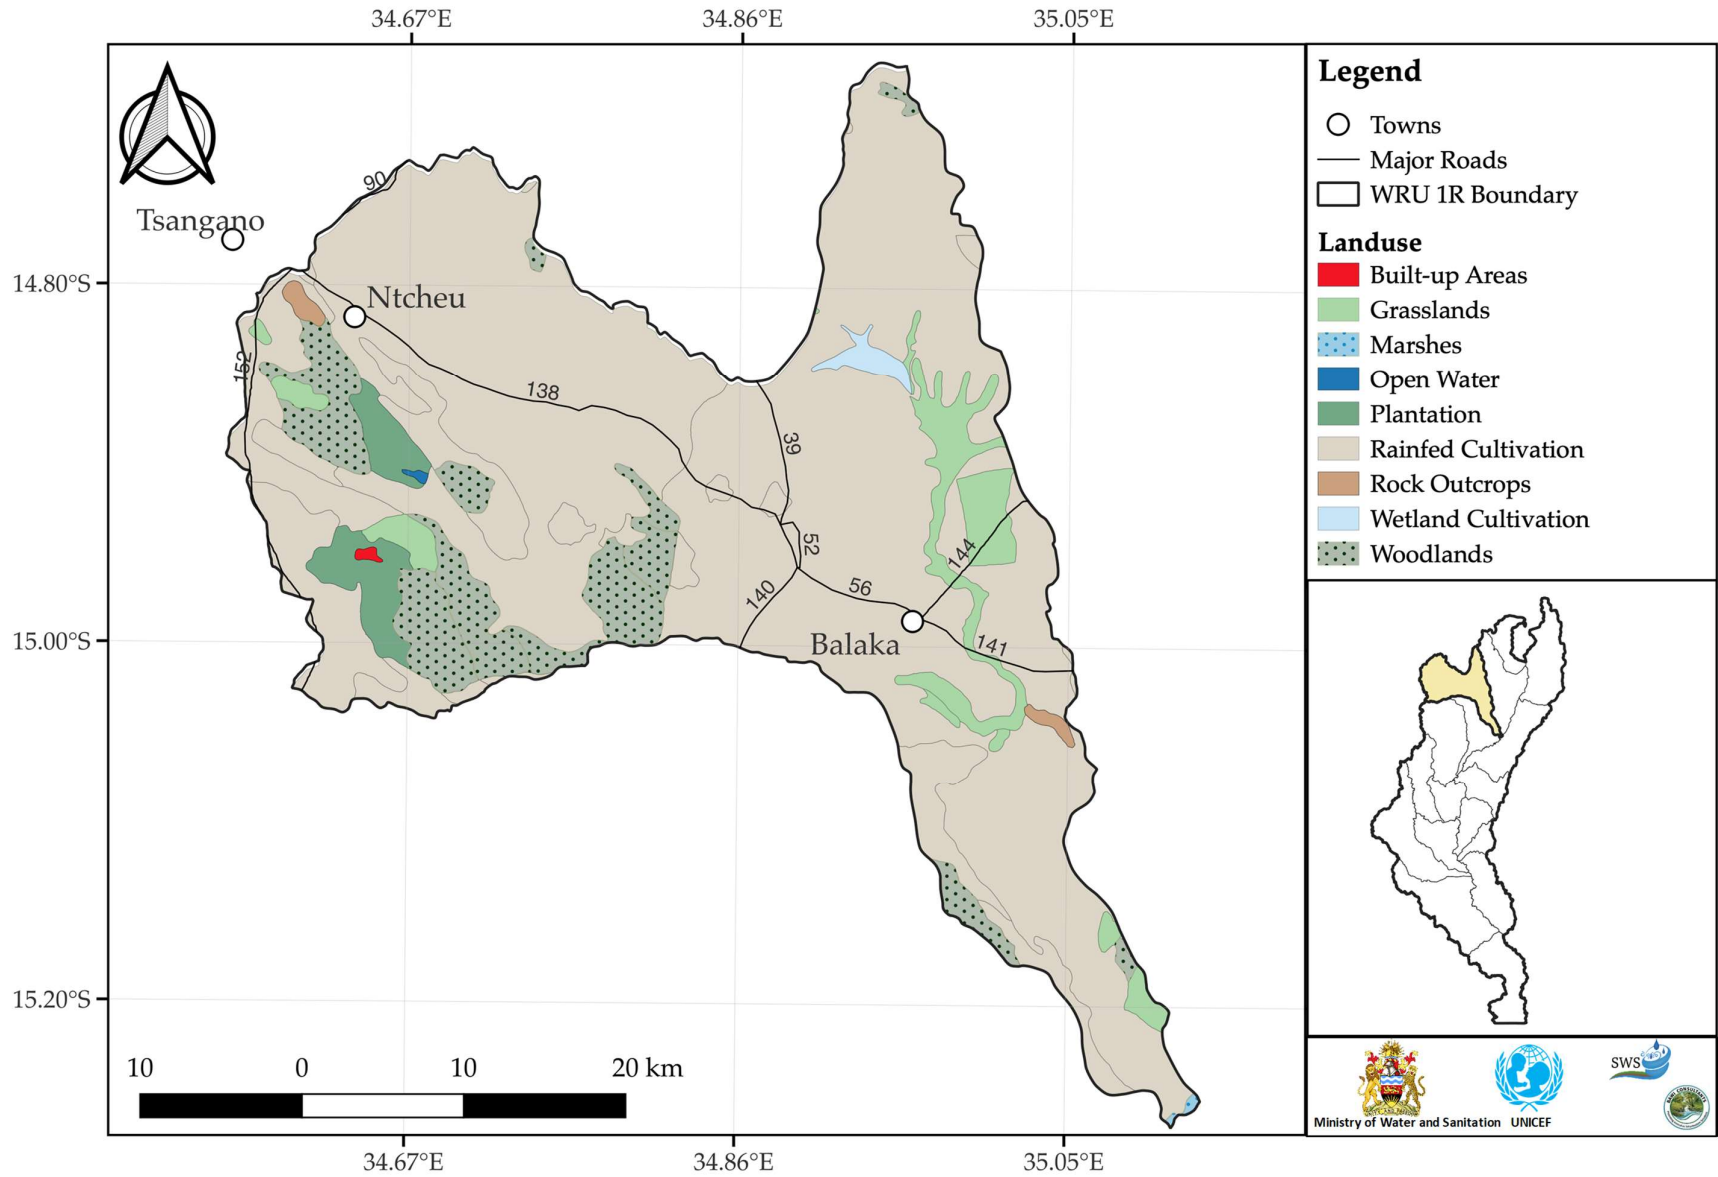 34.67°E
34.86°E
35.05°E
14.80°S
15.00°S
15.20°S
90
Tsangano
Ntcheu
152
138
39
52
56
140
144
Balaka
141
10 0 10 20 km
34.67°E
34.86°E
35.05°E
Legend
Towns
Major Roads
WRU 1R Boundary
Landuse
Built-up Areas
Grasslands
Marshes
Open Water
Plantation
Rainfed Cultivation
Rock Outcrops
Wetland Cultivation
Woodlands
SWS
Ministry of Water and Sanitation
UNICEF